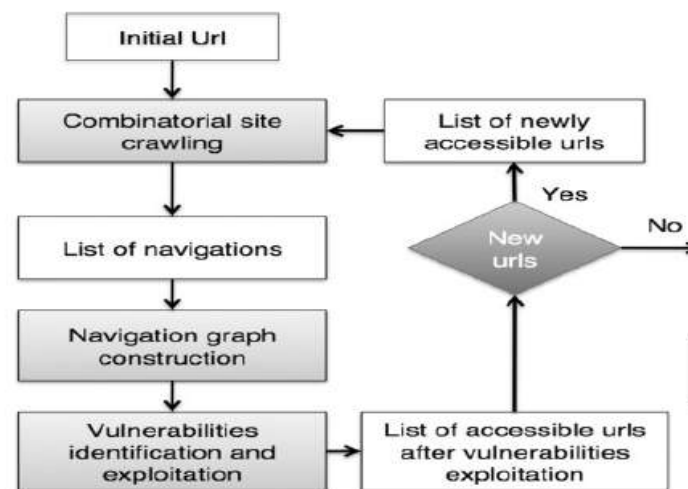 Initial Url
Combinatorial site
crawling
List of newly
accessible urls
Yes
List of navigations
New
urls
No
Navigation graph
construction
Vulnerabilities
identification and
exploitation
List of accessible urls
after vulnerabilities
exploitation